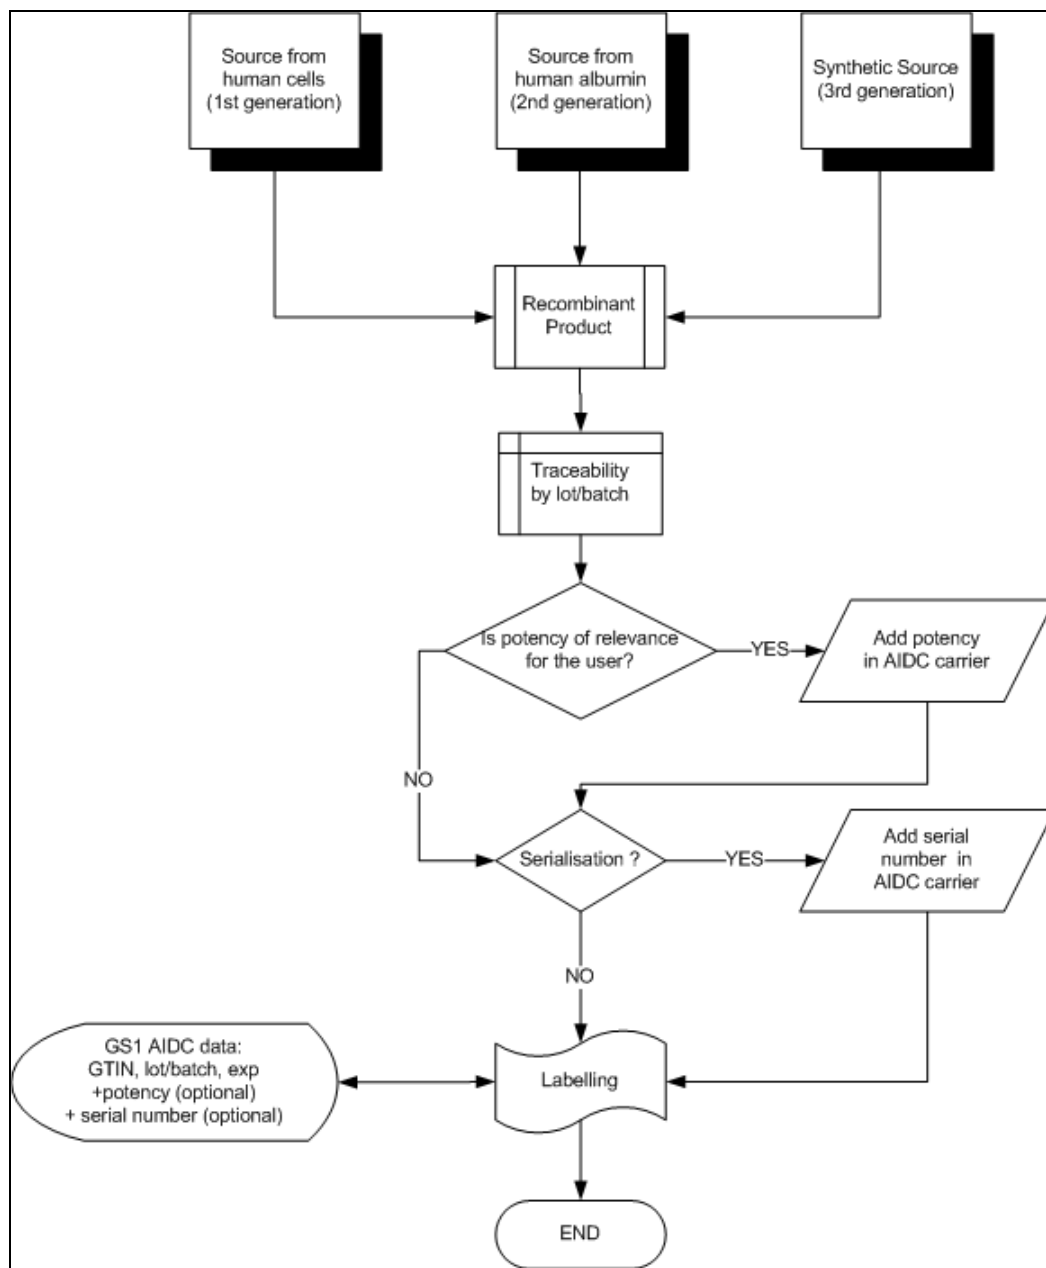 Source from
human cells
(1st generation)
Source from
human albumin
(2nd generation)
Synthetic Source
(3rd generation)
Recombinant
Product
Traceability
by lot/batch
Is potency of relevance
for the user?
YES
Add potency
in AIDC carrier
NO
Serialisation ?
YES
Add serial
number in
AIDC carrier
NO
GS1 AIDC data:
GTIN, lot/batch, exp
+potency (optional)
+ serial number (optional)
Labelling
END